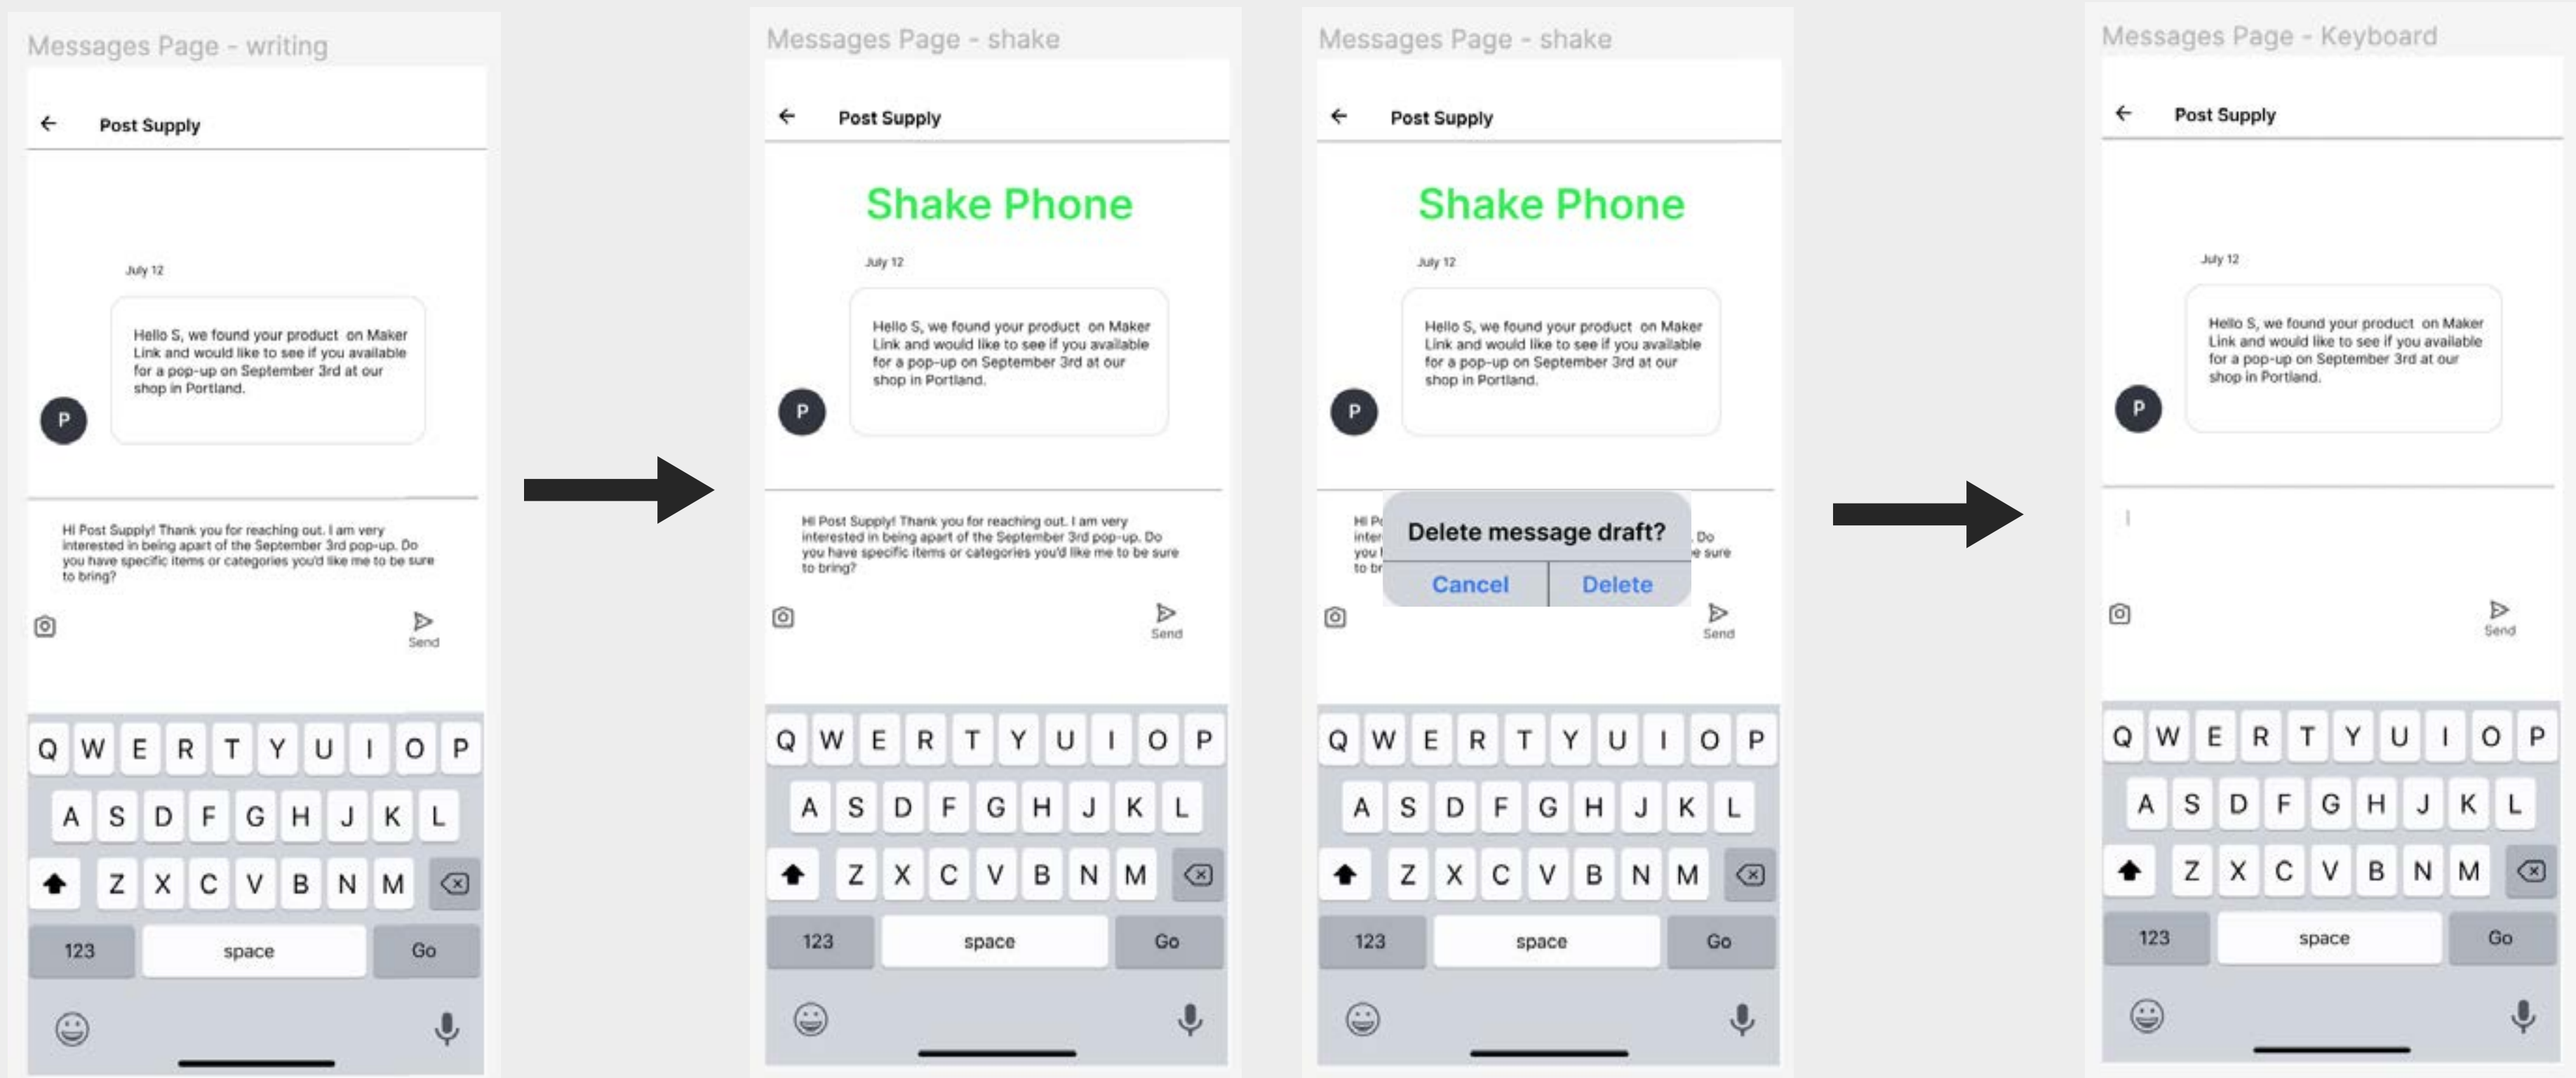 Messages Page - writing
Post Supply
July 12
Hello S, we found your product on Maker
Link and would like to see if you available
for a pop-up on September 3rd at our
shop in Portland.
P
HI Post Supply! Thank you for reaching out. I am very
interested in being apart of the September 3rd pop-up. Do
you have specific items or categories you'd like me to be sure
to bring?
Send
Q W E R T Y U I O P
A S D F G H J K L
Z X C V B N M
123 space Go
Messages Page - shake
Post Supply
Shake Phone
July 12
Hello S, we found your product on Maker
Link and would like to see if you available
for a pop-up on September 3rd at our
shop in Portland.
P
HI Post Supply! Thank you for reaching out. I am very
interested in being apart of the September 3rd pop-up. Do
you have specific items or categories you'd like me to be sure
to bring?
Send
Q W E R T Y U I O P
A S D F G H J K L
Z X C V B N M
123 space Go
Messages Page - shake
Post Supply
Shake Phone
July 12
Hello S, we found your product on Maker
Link and would like to see if you available
for a pop-up on September 3rd at our
shop in Portland.
P
HI Po
inter Do
you e sure
to br
Delete message draft?
Cancel Delete
Send
Q W E R T Y U I O P
A S D F G H J K L
Z X C V B N M
123 space Go
Messages Page - Keyboard
Post Supply
July 12
Hello S, we found your product on Maker
Link and would like to see if you available
for a pop-up on September 3rd at our
shop in Portland.
P
Send
Q W E R T Y U I O P
A S D F G H J K L
Z X C V B N M
123 space Go